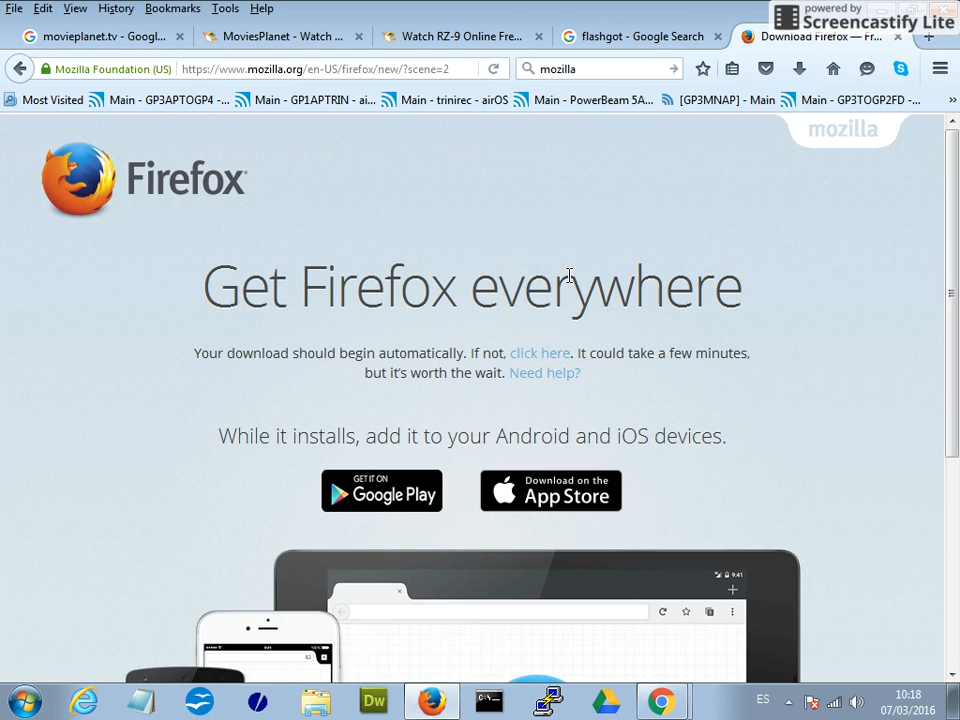 File Edit View History Bookmarks Tools Help
powered by
Screencastify Lite
movieplanet.tv - Googl...
MoviesPlanet - Watch ...
Watch RZ-9 Online Fre...
flashgot - Google Search
Download Firefox — Fr...
Mozilla Foundation (US) https://www.mozilla.org/en-US/firefox/new/?scene=2
mozilla
Most Visited Main - GP3APTOGP4 -... Main - GP1APTRIN - ai... Main - trinirec - airOS Main - PowerBeam 5A... [GP3MNAP] - Main Main - GP3TOGP2FD -...
mozilla
Firefox
Get Firefox everywhere
Your download should begin automatically. If not, click here. It could take a few minutes,
but it's worth the wait. Need help?
While it installs, add it to your Android and iOS devices.
GET IT ON
Google Play
Download on the
App Store
9:41
Dw
C:\_
ES
10:18
07/03/2016